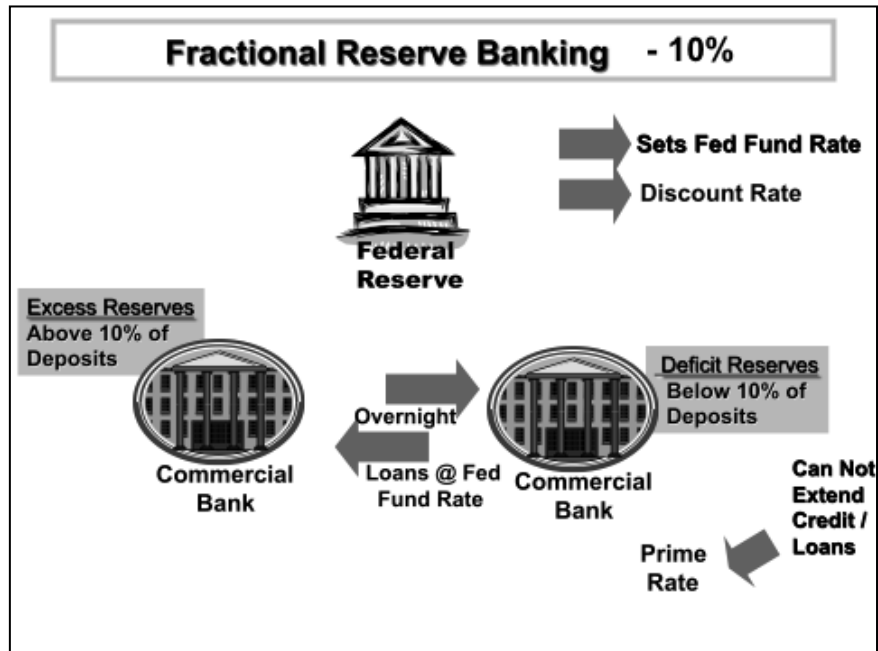 Fractional Reserve Banking - 10%
Sets Fed Fund Rate
Discount Rate
Federal
Reserve
Excess Reserves
Above 10% of
Deposits
Commercial
Bank
Overnight
Loans @ Fed
Fund Rate
Commercial
Bank
Deficit Reserves
Below 10% of
Deposits
Can Not
Extend
Credit /
Loans
Prime
Rate